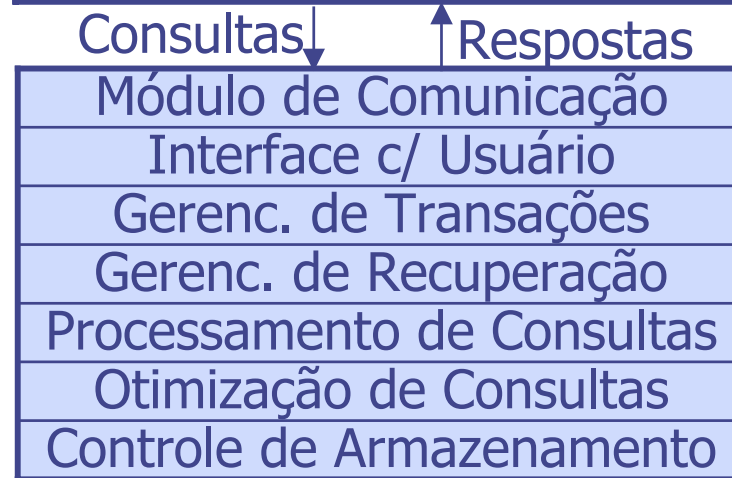 Consultas Respostas
Módulo de Comunicação
Interface c/ Usuário
Gerenc. de Transações
Gerenc. de Recuperação
Processamento de Consultas
Otimização de Consultas
Controle de Armazenamento